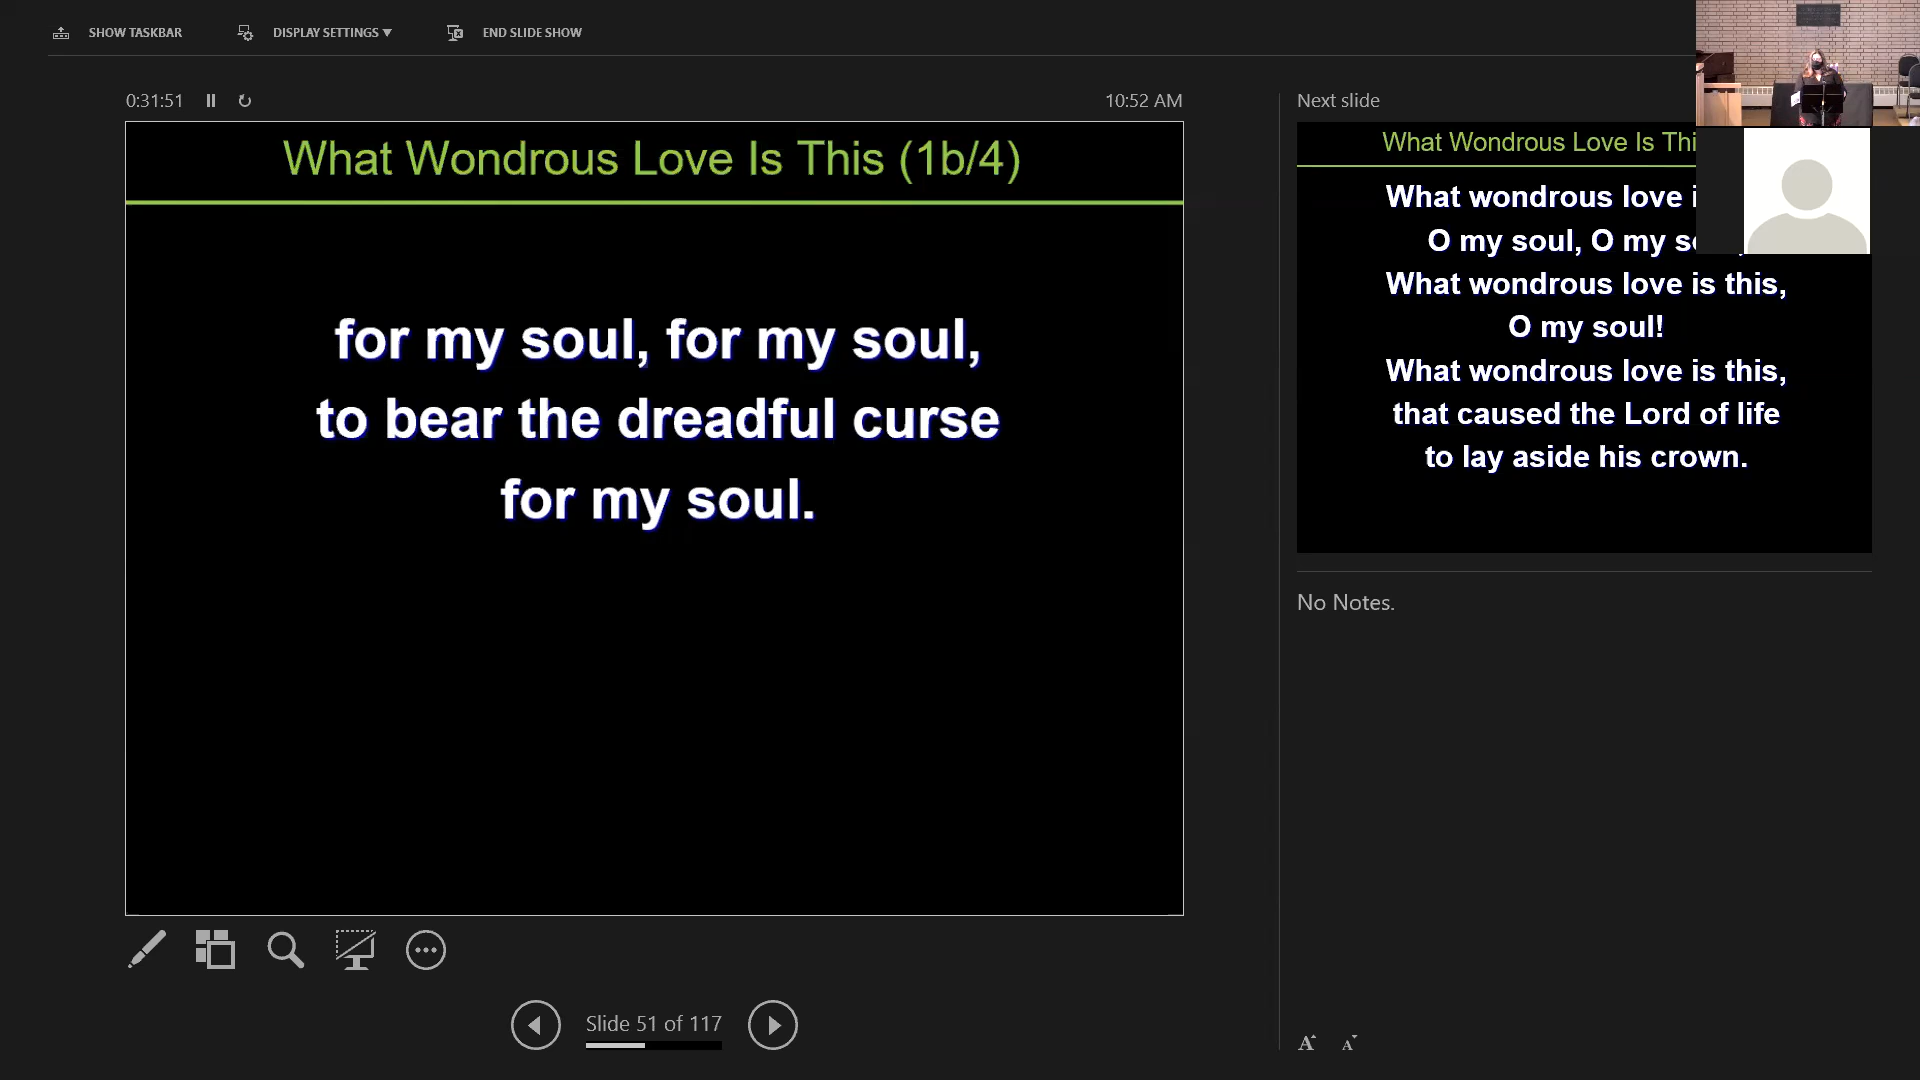 SHOW TASKBAR
DISPLAY SETTINGS ▼
END SLIDE SHOW
0:31:51
10:52 AM
What Wondrous Love Is This (1b/4)
for my soul, for my soul,
to bear the dreadful curse
for my soul.
Slide 51 of 117
Next slide
What Wondrous Love Is
What wondrous love
O my soul, O my
What wondrous love is this,
O my soul!
What wondrous love is this,
that caused the Lord of life
to lay aside his crown.
No Notes.
A A